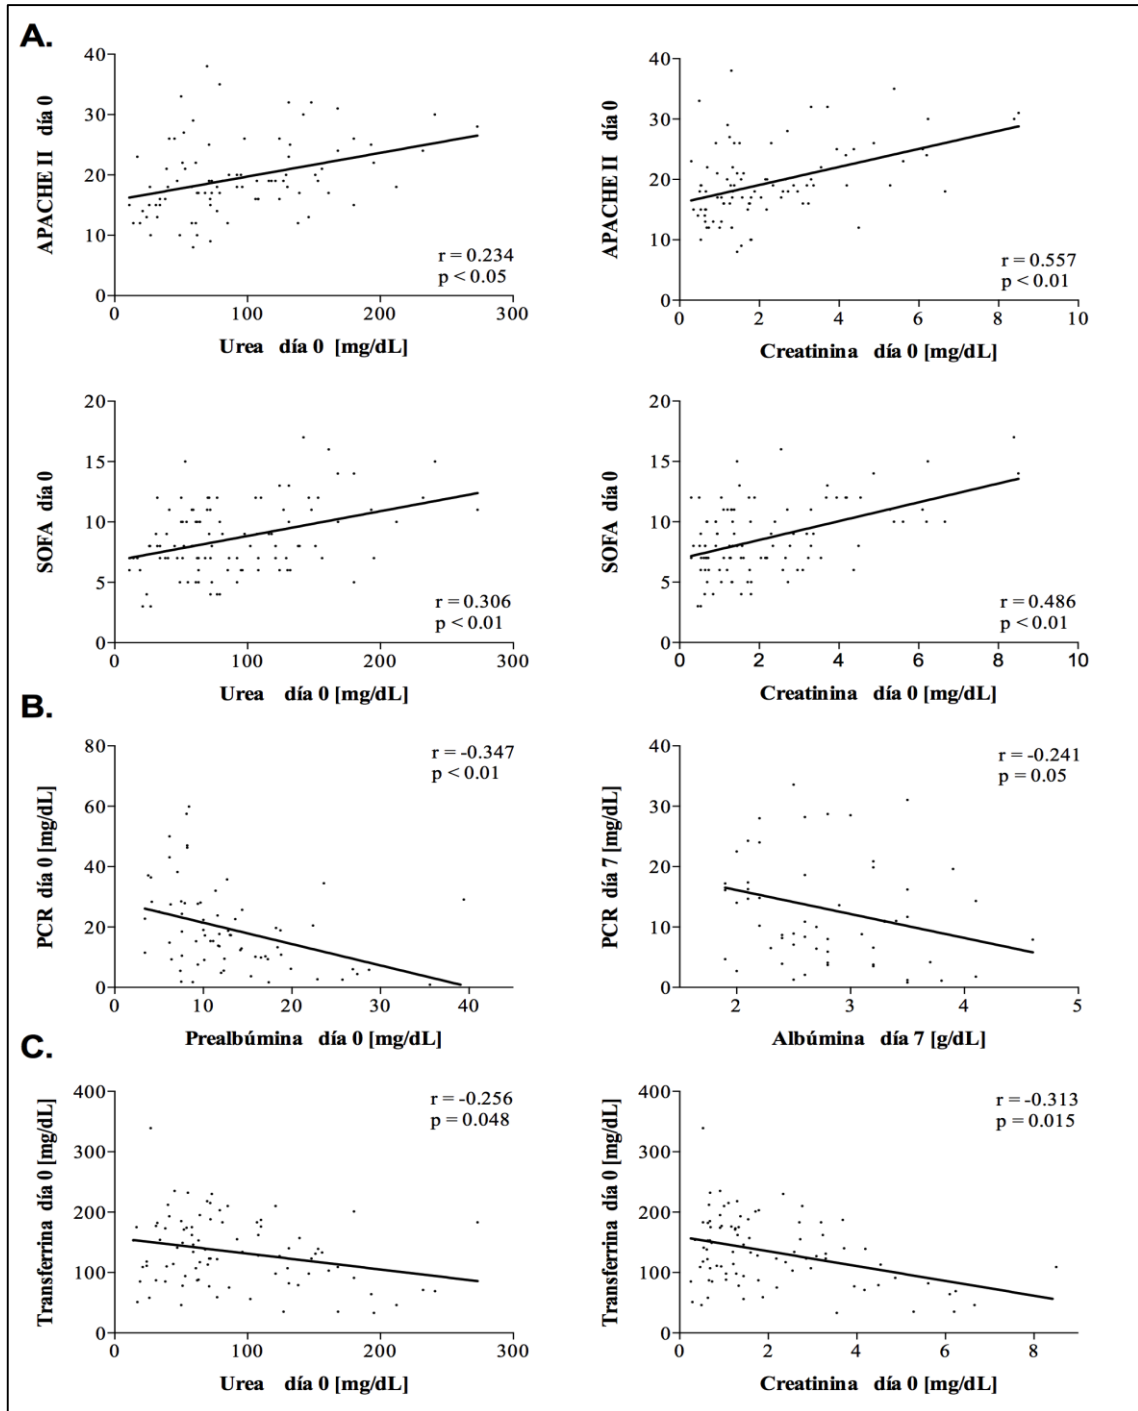 A.
APACHE II día 0
40
30
20
10
0
r = 0.234
p < 0.05
0 100 200 300
Urea día 0 [mg/dL]
APACHE II día 0
40
30
20
10
0
r = 0.557
p < 0.01
0 2 4 6 8 10
Creatinina día 0 [mg/dL]
SOFA día 0
20
15
10
5
0
r = 0.306
p < 0.01
0 100 200 300
Urea día 0 [mg/dL]
SOFA día 0
20
15
10
5
0
r = 0.486
p < 0.01
0 2 4 6 8 10
Creatinina día 0 [mg/dL]
B.
PCR día 0 [mg/dL]
80
60
40
20
0
r = -0.347
p < 0.01
0 10 20 30 40
Prealbúmina día 0 [mg/dL]
PCR día 7 [mg/dL]
40
30
20
10
0
r = -0.241
p = 0.05
2 3 4 5
Albúmina día 7 [g/dL]
C.
Transferrina día 0 [mg/dL]
400
300
200
100
0
r = -0.256
p = 0.048
0 100 200 300
Urea día 0 [mg/dL]
Transferrina día 0 [mg/dL]
400
300
200
100
0
r = -0.313
p = 0.015
0 2 4 6 8
Creatinina día 0 [mg/dL]